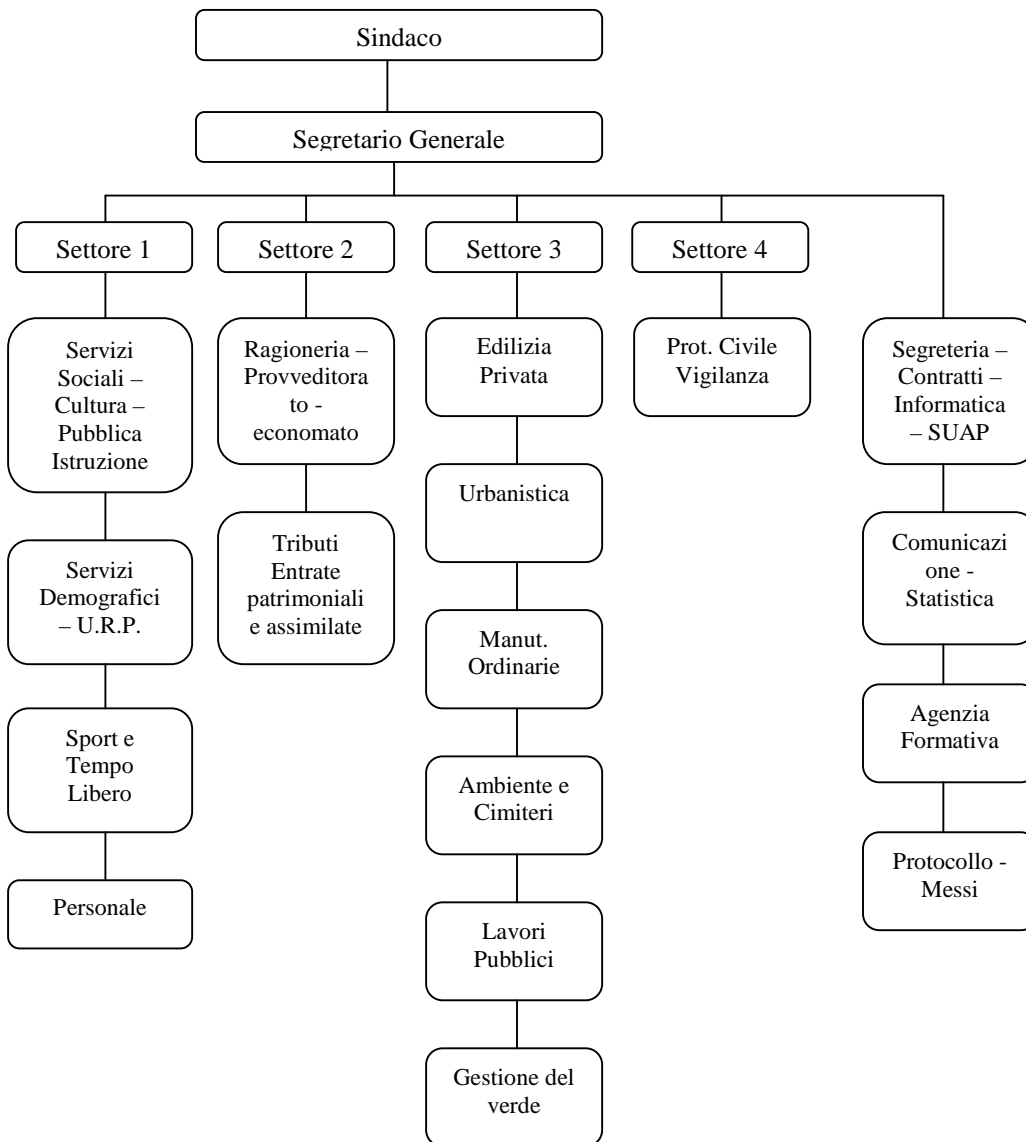 Sindaco
Segretario Generale
Settore 1
Settore 2
Settore 3
Settore 4
Servizi
Sociali –
Cultura –
Pubblica
Istruzione
Servizi
Demografici
– U.R.P.
Sport e
Tempo
Libero
Personale
Ragioneria –
Provveditora
to -
economato
Tributi
Entrate
patrimoniali
e assimilate
Edilizia
Privata
Urbanistica
Manut.
Ordinarie
Ambiente e
Cimiteri
Lavori
Pubblici
Gestione del
verde
Prot. Civile
Vigilanza
Segreteria –
Contratti –
Informatica
– SUAP
Comunicazi
one -
Statistica
Agenzia
Formativa
Protocollo -
Messi